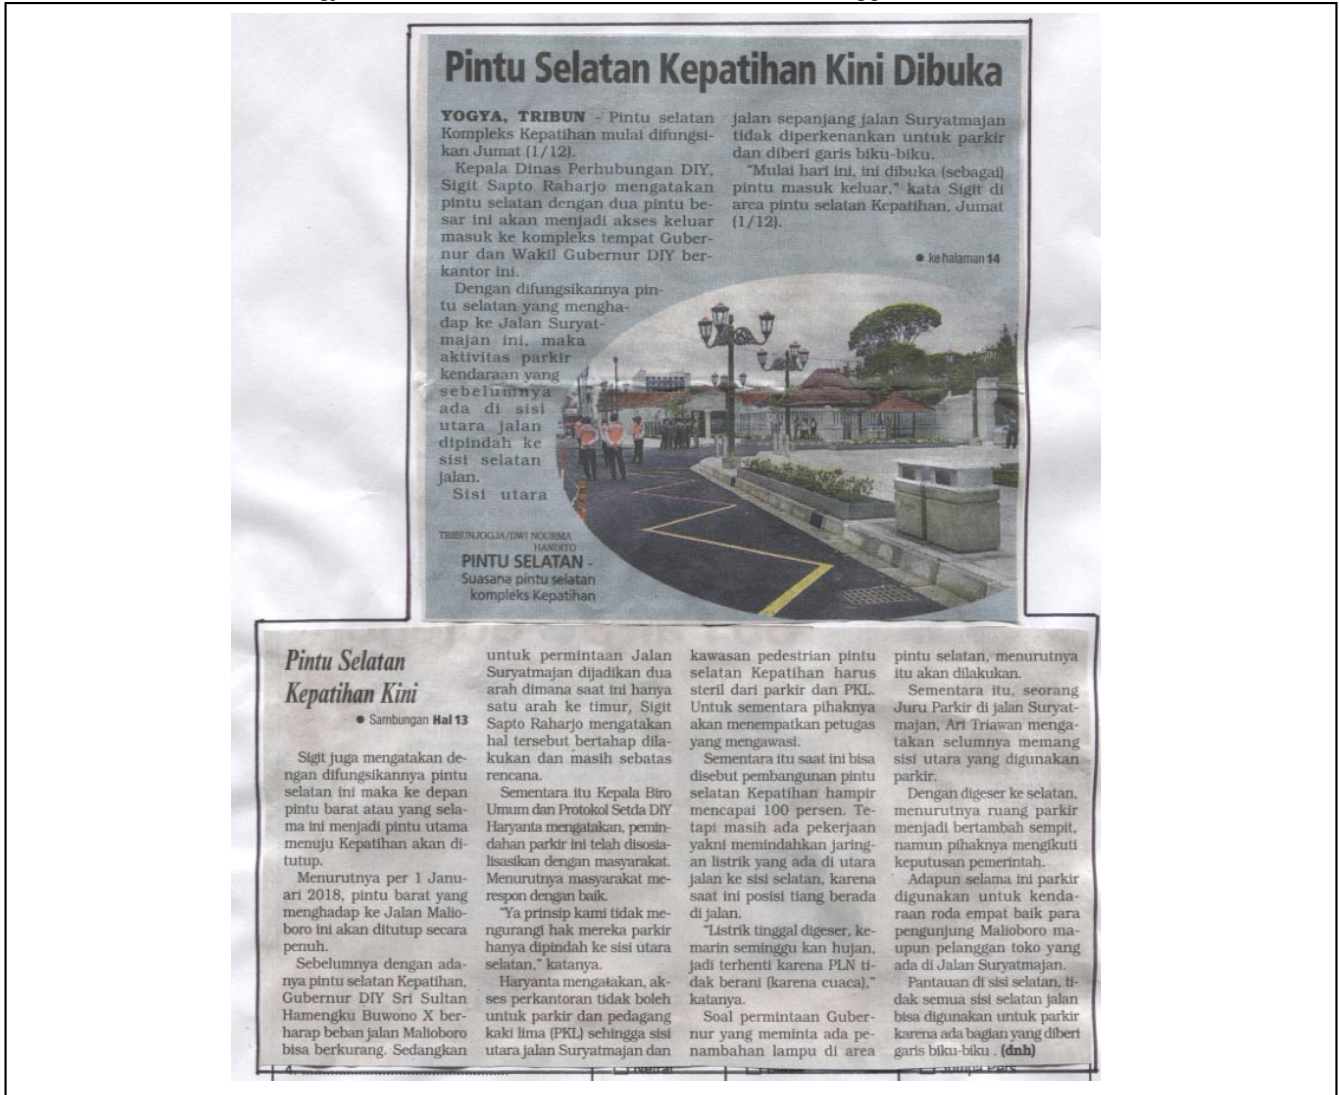 Pintu Selatan Kepatihan Kini Dibuka
YOGYA, TRIBUN - Pintu selatan
Kompleks Kepatihan mulai difungsi-
kan Jumat (1/12).
Kepala Dinas Perhubungan DIY,
Sigit Sapto Raharjo mengatakan
pintu selatan dengan dua pintu be-
sar ini akan menjadi akses keluar
masuk ke kompleks tempat Guber-
nur dan Wakil Gubernur DIY ber-
kantor ini.
Dengan difungsikannya pin-
tu selatan yang mengha-
dap ke Jalan Suryat-
majan ini, maka
aktivitas parkir
kendaraan yang
sebelumnya
ada di sisi
utara jalan
dipindah ke
sisi selatan
jalan.
Sisi utara
jalan sepanjang jalan Suryatmajan
tidak diperkenankan untuk parkir
dan diberi garis biku-biku.
"Mulai hari ini, ini dibuka (sebagai)
pintu masuk keluar," kata Sigit di
area pintu selatan Kepatihan, Jumat
(1/12).
● ke halaman 14
TRIBUNJOGJA/DWI NOURMA
HANDITO
PINTU SELATAN -
Suasana pintu selatan
kompleks Kepatihan
Pintu Selatan
Kepatihan Kini
● Sambungan Hal 13
Sigit juga mengatakan de-
ngan difungsikannya pintu
selatan ini maka ke depan
pintu barat atau yang sela-
ma ini menjadi pintu utama
menuju Kepatihan akan di-
tutup.
Menurutnya per 1 Janu-
ari 2018, pintu barat yang
menghadap ke Jalan Malio-
boro ini akan ditutup secara
penuh.
Sebelumnya dengan ada-
nya pintu selatan Kepatihan,
Gubernur DIY Sri Sultan
Hamengku Buwono X ber-
harap beban jalan Malioboro
bisa berkurang. Sedangkan
untuk permintaan Jalan
Suryatmajan dijadikan dua
arah dimana saat ini hanya
satu arah ke timur, Sigit
Sapto Raharjo mengatakan
hal tersebut bertahap dila-
kukan dan masih sebatas
rencana.
Sementara itu Kepala Biro
Umum dan Protokol Setda DIY
Haryanta mengatakan, pemin-
dahan parkir ini telah disosia-
lisasikan dengan masyarakat.
Menurutnya masyarakat me-
respon dengan baik.
"Ya prinsip kami tidak me-
ngurangi hak mereka parkir
hanya dipindah ke sisi utara
selatan," katanya.
Haryanta mengatakan, ak-
ses perkantoran tidak boleh
untuk parkir dan pedagang
kaki lima (PKL) sehingga sisi
utara jalan Suryatmajan dan
kawasan pedestrian pintu
selatan Kepatihan harus
steril dari parkir dan PKL.
Untuk sementara pihaknya
akan menempatkan petugas
yang mengawasi.
Sementara itu saat ini bisa
disebut pembangunan pintu
selatan Kepatihan hampir
mencapai 100 persen. Te-
tapi masih ada pekerjaan
yakni memindahkan jaring-
an listrik yang ada di utara
jalan ke sisi selatan, karena
saat ini posisi tiang berada
di jalan.
"Listrik tinggal digeser, ke-
marin seminggu kan hujan,
jadi terhenti karena PLN ti-
dak berani (karena cuaca),"
katanya.
Soal permintaan Guber-
nur yang meminta ada pe-
nambahan lampu di area
pintu selatan, menurutnya
itu akan dilakukan.
Sementara itu, seorang
Juru Parkir di jalan Suryat-
majan, Ari Triawan menga-
takan selumnya memang
sisi utara yang digunakan
parkir.
Dengan digeser ke selatan,
menurutnya ruang parkir
menjadi bertambah sempit,
namun pihaknya mengikuti
keputusan pemerintah.
Adapun selama ini parkir
digunakan untuk kenda-
raan roda empat baik para
pengunjung Malioboro ma-
upun pelanggan toko yang
ada di Jalan Suryatmajan.
Pantauan di sisi selatan, ti-
dak semua sisi selatan jalan
bisa digunakan untuk parkir
karena ada bagian yang diberi
garis biku-biku . (dnh)